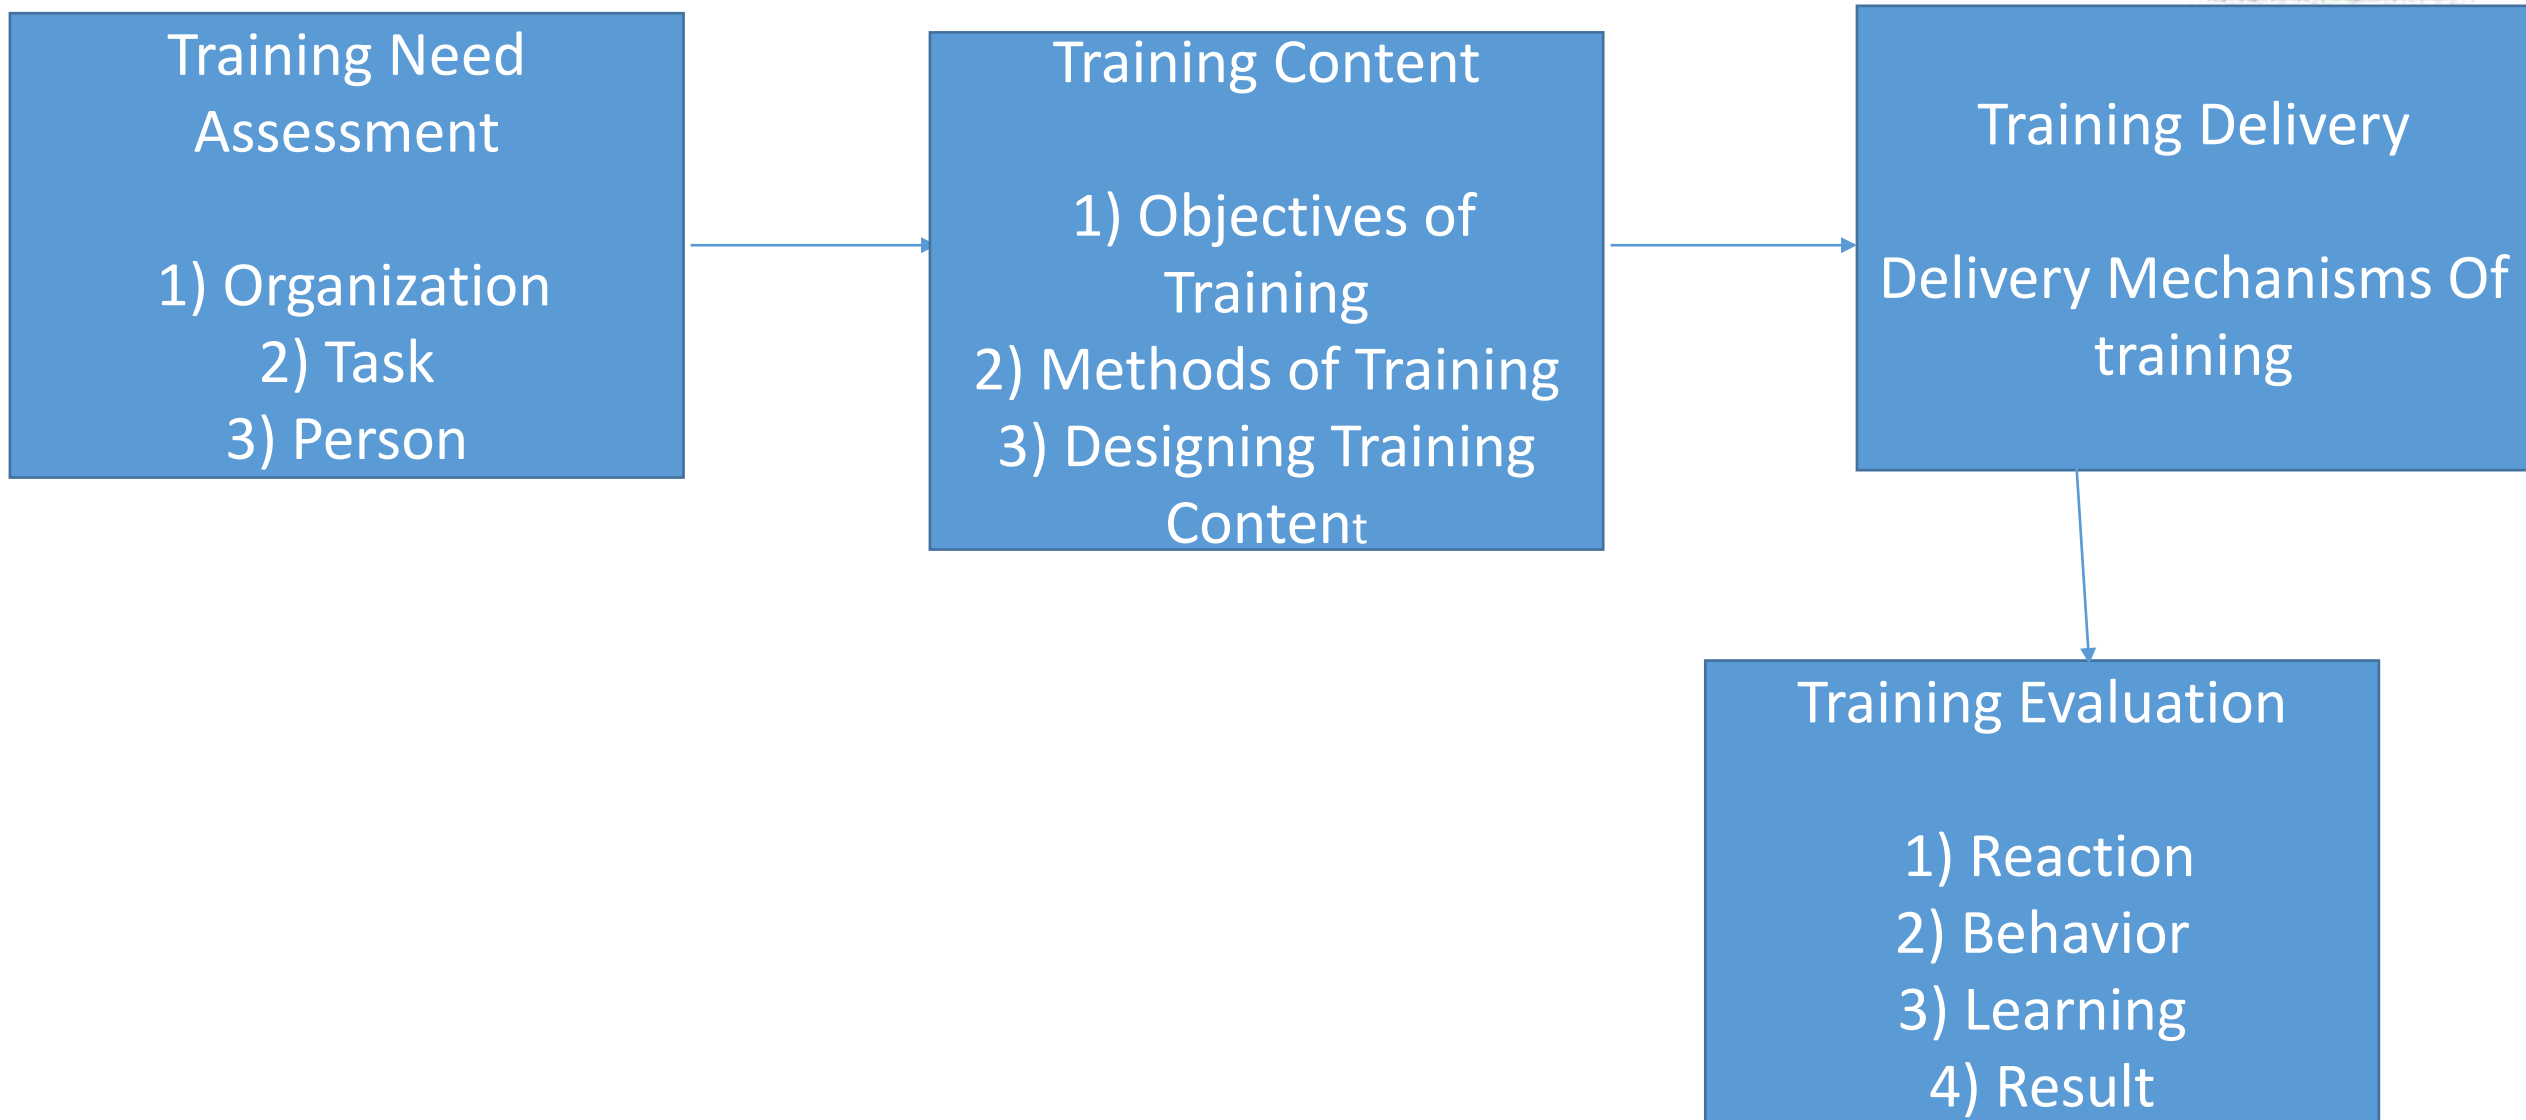 Training Need
Assessment
1) Organization
2) Task
3) Person
Training Content
1) Objectives of
Training
2) Methods of Training
3) Designing Training
Content
Training Delivery
Delivery Mechanisms Of
training
Training Evaluation
1) Reaction
2) Behavior
3) Learning
4) Result